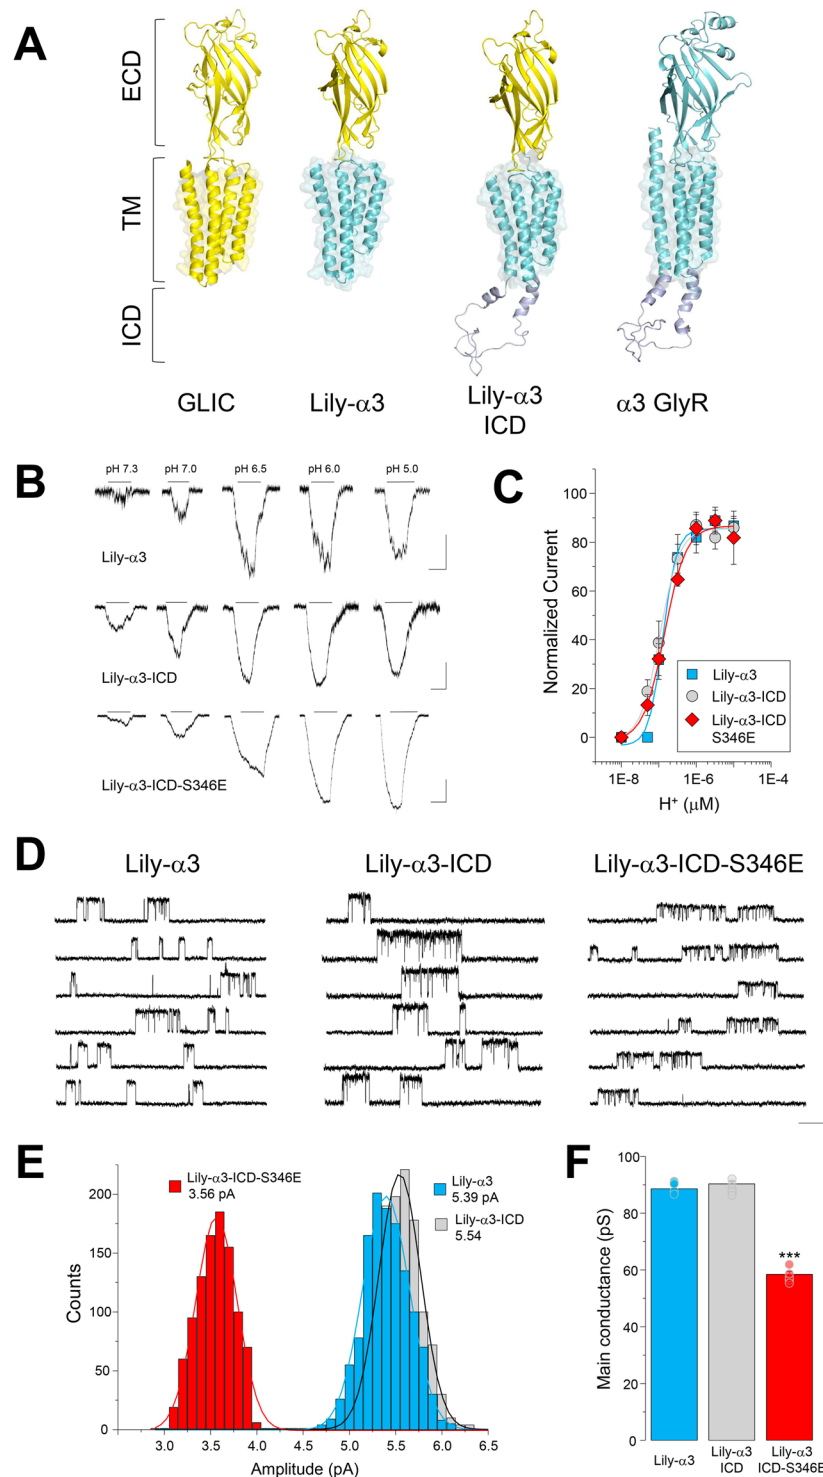 A
ECD
TM
ICD
GLIC
Lily-α3
Lily-α3
ICD
α3 GlyR
B
pH 7.3
pH 7.0
pH 6.5
pH 6.0
pH 5.0
Lily-α3
Lily-α3-ICD
Lily-α3-ICD-S346E
C
Normalized Current
100
80
60
40
20
0
1E-8
1E-6
1E-4
H⁺ (μM)
Lily-α3
Lily-α3-ICD
Lily-α3-ICD
S346E
D
Lily-α3
Lily-α3-ICD
Lily-α3-ICD-S346E
E
Counts
200
150
100
50
0
3.0
3.5
4.0
4.5
5.0
5.5
6.0
6.5
Amplitude (pA)
Lily-α3-ICD-S346E
3.56 pA
Lily-α3
5.39 pA
Lily-α3-ICD
5.54
F
Main conductance (pS)
100
80
60
40
20
0
***
Lily-α3
Lily-α3
ICD
Lily-α3
ICD-S346E